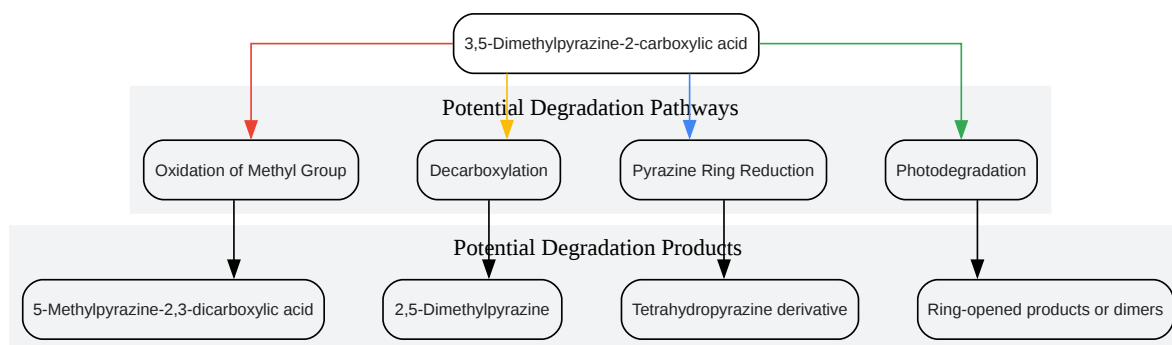 3,5-Dimethylpyrazine-2-carboxylic acid
Potential Degradation Pathways
Oxidation of Methyl Group
Decarboxylation
Pyrazine Ring Reduction
Photodegradation
Potential Degradation Products
5-Methylpyrazine-2,3-dicarboxylic acid
2,5-Dimethylpyrazine
Tetrahydropyrazine derivative
Ring-opened products or dimers